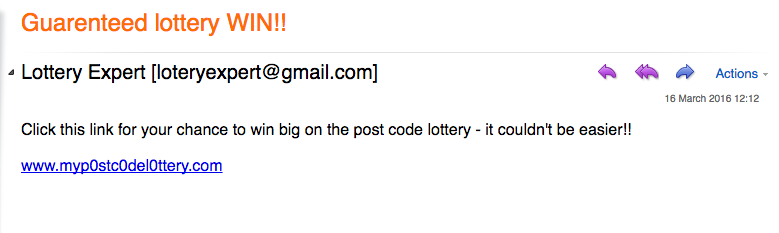 Guarenteed lottery WIN!!
Lottery Expert [loteryexpert@gmail.com]
Actions
16 March 2016 12:12
Click this link for your chance to win big on the post code lottery - it couldn't be easier!!
www.myp0stc0del0ttery.com